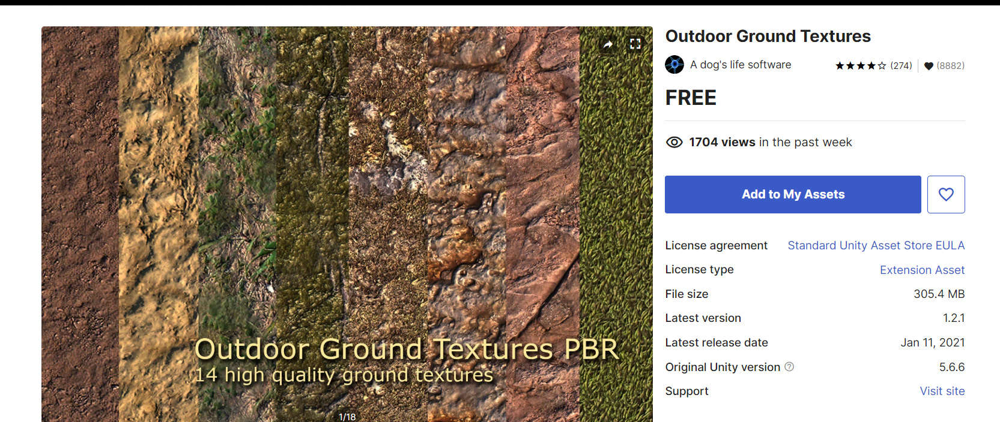 Outdoor Ground Textures PBR
14 high quality ground textures
1/18
Outdoor Ground Textures
A dog's life software
★★★★☆ (274) | ♥ (8882)
FREE
1704 views in the past week
Add to My Assets
License agreement Standard Unity Asset Store EULA
License type Extension Asset
File size 305.4 MB
Latest version 1.2.1
Latest release date Jan 11, 2021
Original Unity version ? 5.6.6
Support Visit site